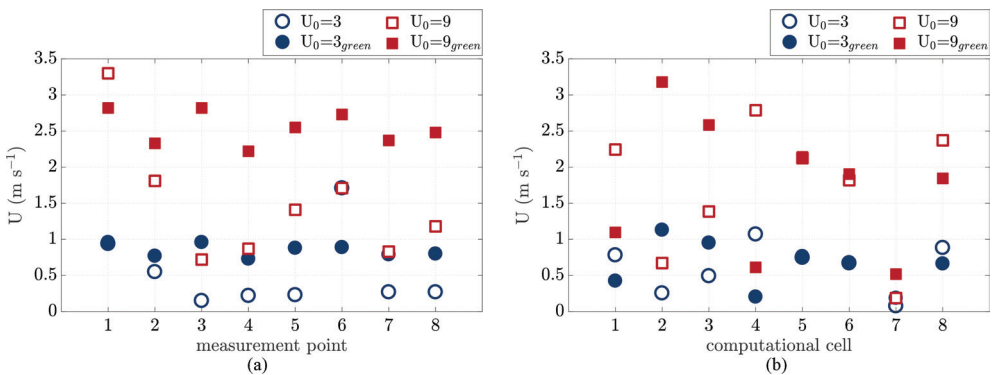 U₀=3 U₀=9
U₀=3green U₀=9green
3.5
3
2.5
2
1.5
1
0.5
0
U (m s⁻¹)
1 2 3 4 5 6 7 8
measurement point
(a)
U₀=3 U₀=9
U₀=3green U₀=9green
3.5
3
2.5
2
1.5
1
0.5
0
U (m s⁻¹)
1 2 3 4 5 6 7 8
computational cell
(b)